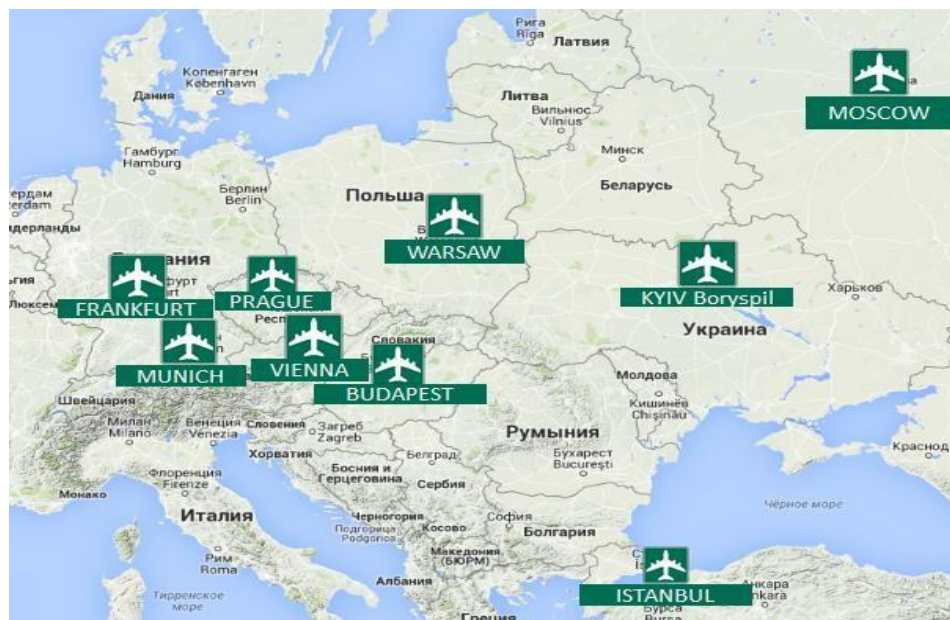 Рига
Rīga
Латвия
Копенгаген
København
Дания
MOSCOW
Литва
Вильнюс
Vilnius
Гамбург
Hamburg
Минск
Берлин
Berlin
Польша
Беларусь
WARSAW
FRANKFURT
PRAGUE
KYIV Boryspil
Харьков
Украина
MUNICH
VIENNA
Словакия
BUDAPEST
Молдова
Кишинёв
Chișinău
Швейцария
Милан
Milano
Венеция
Venezia
Словения
Загреб
Zagreb
Хорватия
Румыния
Бухарест
București
Белград
Босния и
Герцеговина
Сербия
Флоренция
Firenze
Монако
Италия
Черногория
Подгорица
Podgorica
Косово
София
Болгария
Чёрное море
Македония
(БЮРМ)
Рим
Roma
Албания
Тирренское
море
Греция
ISTANBUL
Бурса
Bursa
Анкара